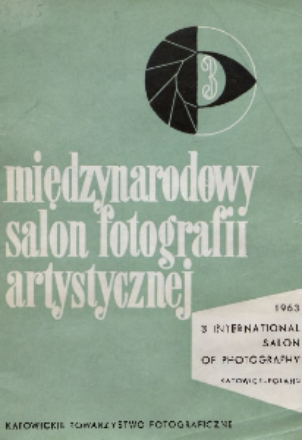 3
międzynarodowy
salon fotografii
artystycznej
1963
3 INTERNATIONAL
SALON
OF PHOTOGRAPHY
KATOWICE-POLAND
KATOWICKIE TOWARZYSTWO FOTOGRAFICZNE